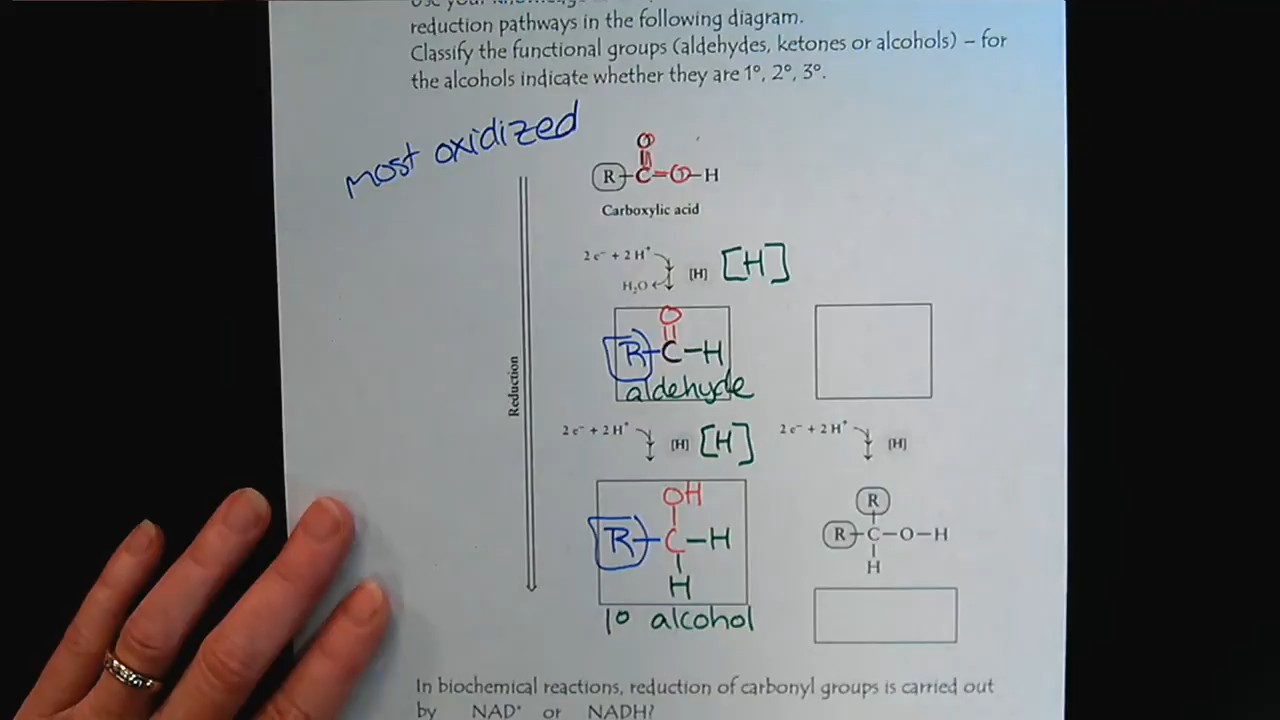 reduction pathways in the following diagram.
Classify the functional groups (aldehydes, ketones or alcohols) – for
the alcohols indicate whether they are 1°, 2°, 3°.
most oxidized
O
R–C–O–H
Carboxylic acid
2 e⁻ + 2 H⁺
[H] [H]
H₂O
O
R–C–H
aldehyde
Reduction
2 e⁻ + 2 H⁺
[H] [H]
2 e⁻ + 2 H⁺
[H]
OH
R–C–H
H
1° alcohol
R
R–C–O–H
H
In biochemical reactions, reduction of carbonyl groups is carried out
by NAD⁺ or NADH?